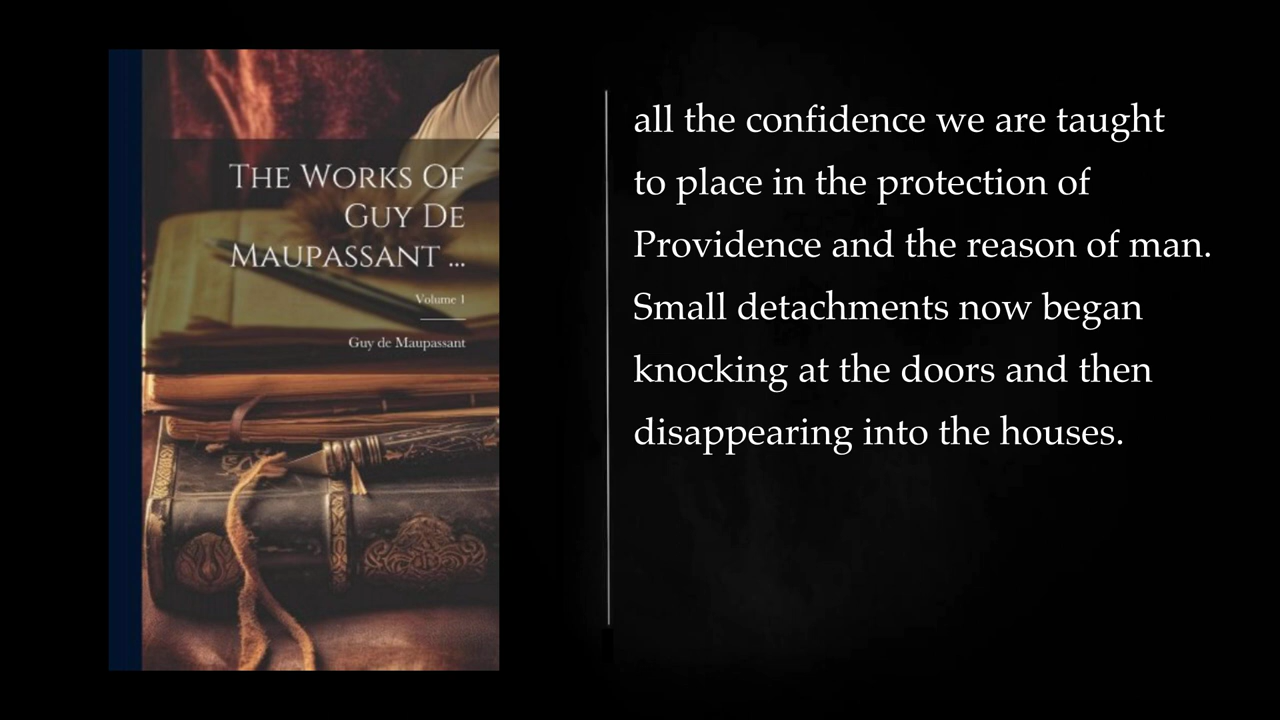 The Works Of
Guy De
Maupassant ...
Volume 1
Guy de Maupassant
all the confidence we are taught
to place in the protection of
Providence and the reason of man.
Small detachments now began
knocking at the doors and then
disappearing into the houses.